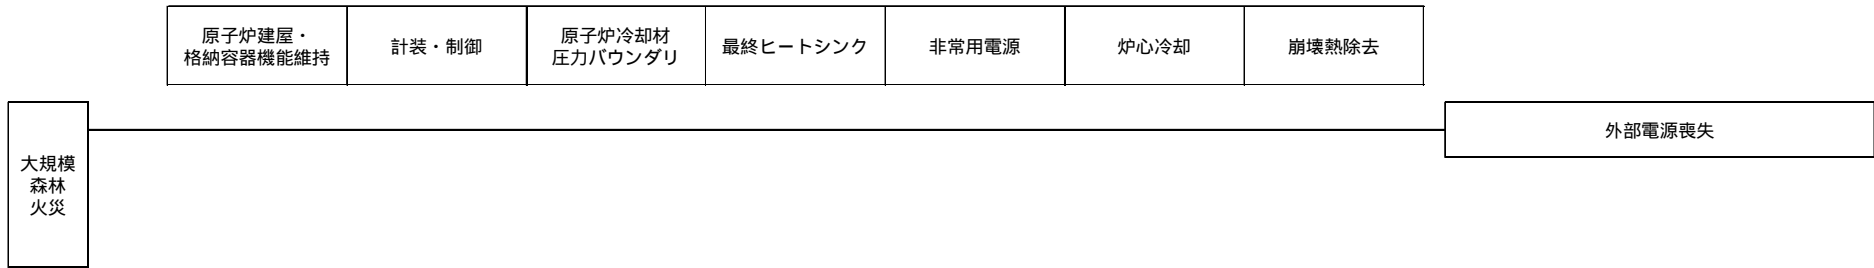 原子炉建屋・
格納容器機能維持
計装・制御
原子炉冷却材
圧力バウンダリ
最終ヒートシンク
非常用電源
炉心冷却
崩壊熱除去
大規模
森林
火災
外部電源喪失